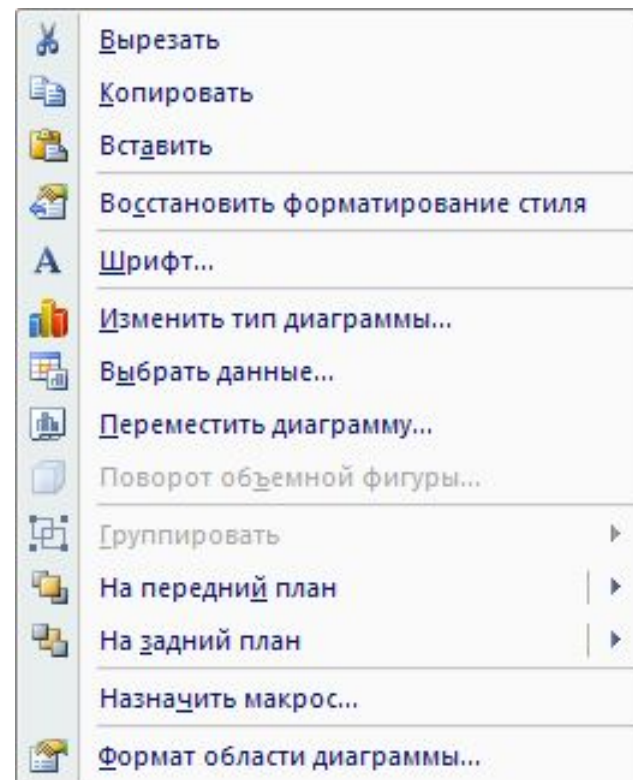 Вырезать
Копировать
Вставить
Восстановить форматирование стиля
Шрифт...
Изменить тип диаграммы...
Выбрать данные...
Переместить диаграмму...
Поворот объемной фигуры...
Группировать
На передний план
На задний план
Назначить макрос...
Формат области диаграммы...